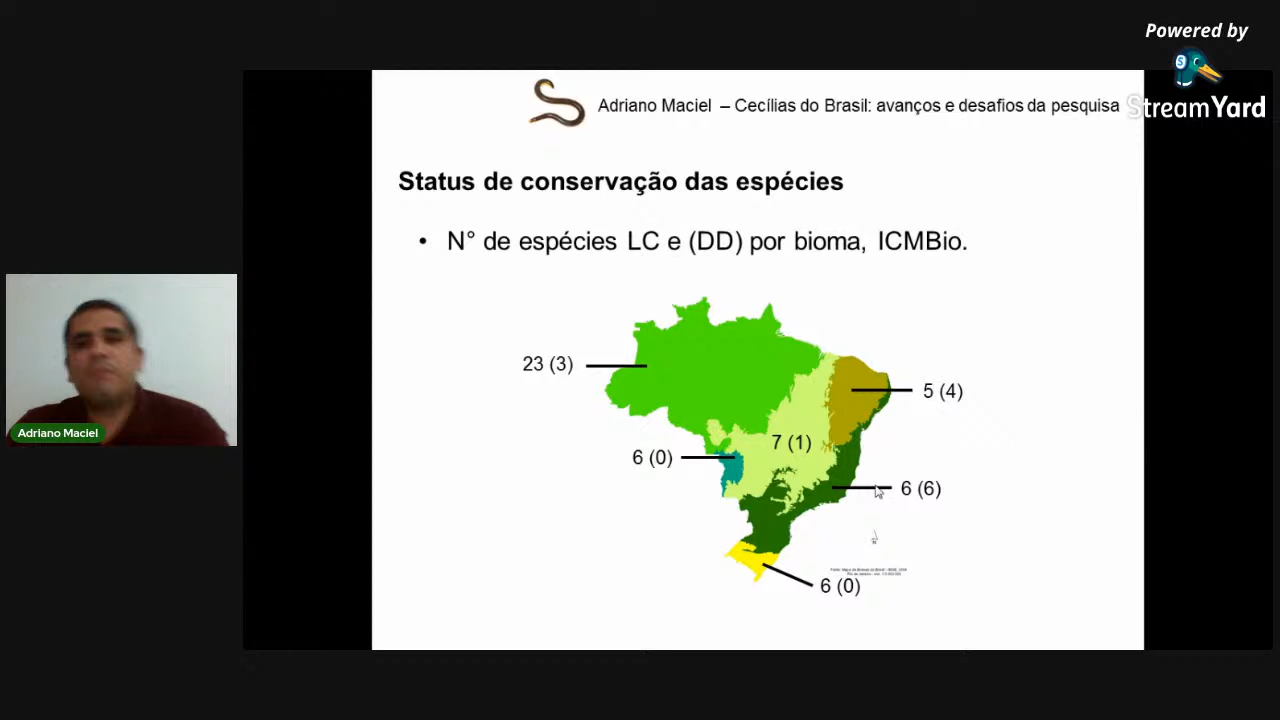 Powered by
StreamYard
Adriano Maciel – Cecílias do Brasil: avanços e desafios da pesquisa
Status de conservação das espécies
• N° de espécies LC e (DD) por bioma, ICMBio.
23 (3)
5 (4)
7 (1)
6 (0)
6 (6)
6 (0)
Adriano Maciel